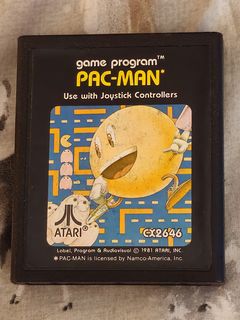 game program™
PAC-MAN*
Use with Joystick Controllers
ATARI®
CX2646
Label, Program & Audiovisual © 1981 ATARI, INC.
* PAC-MAN is licensed by Namco-America, Inc.